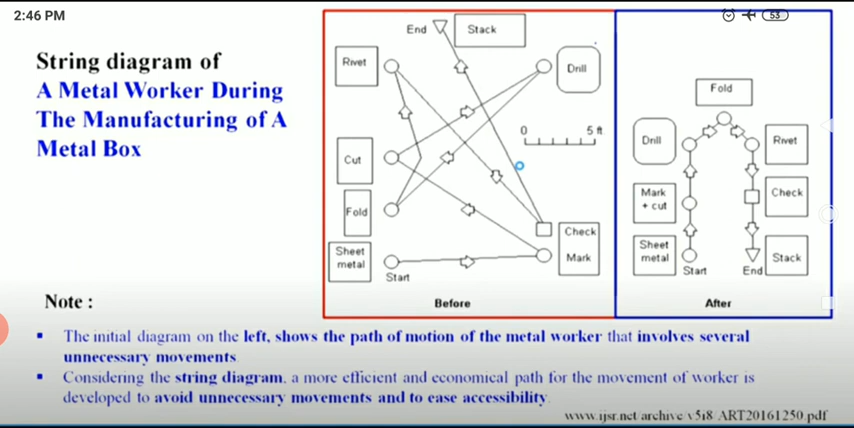 2:46 PM
53
String diagram of
A Metal Worker During
The Manufacturing of A
Metal Box
End
Stack
Rivet
Drill
0 5 ft
Cut
Fold
Check
Sheet
metal
Mark
Start
Before
Fold
Drill
Rivet
Mark
+ cut
Check
Sheet
metal
Stack
Start
End
After
Note :
The initial diagram on the left, shows the path of motion of the metal worker that involves several
unnecessary movements.
Considering the string diagram, a more efficient and economical path for the movement of worker is
developed to avoid unnecessary movements and to ease accessibility.
www.ijsr.net/archive/v5i8/ART20161250.pdf